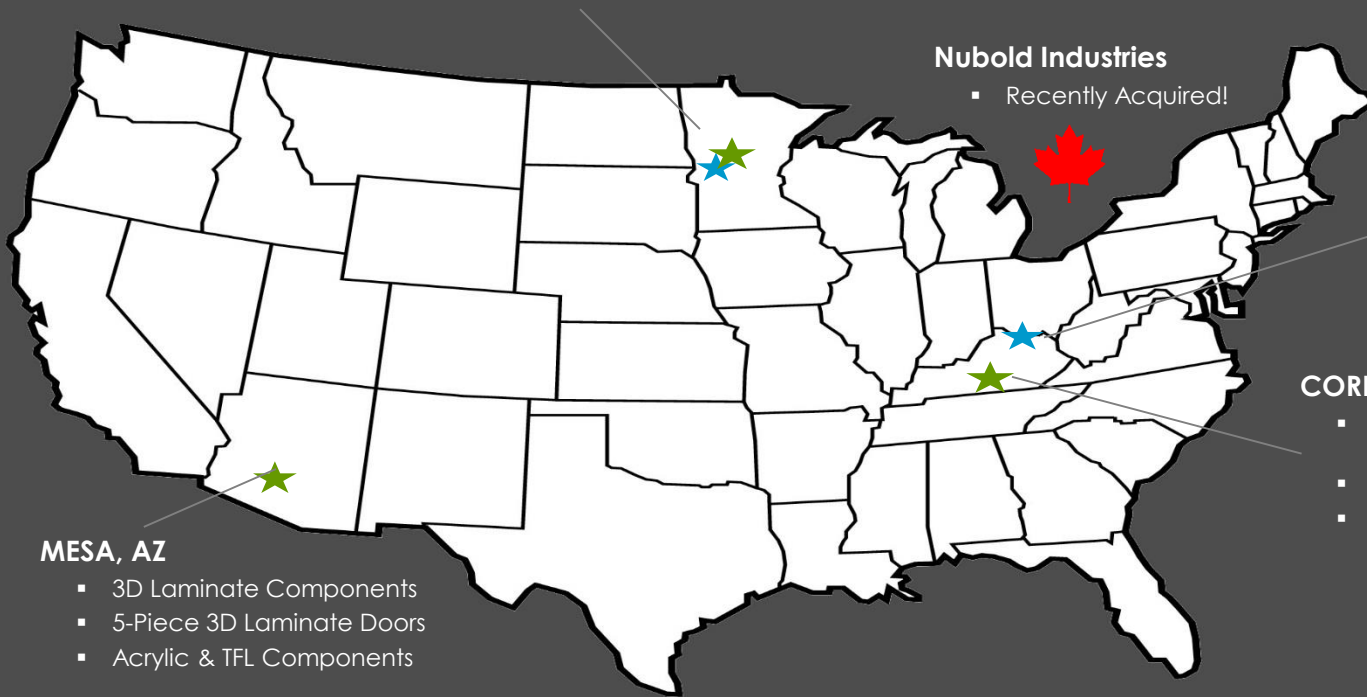 Nubold Industries
▪ Recently Acquired!
MESA, AZ
▪ 3D Laminate Components
▪ 5-Piece 3D Laminate Doors
▪ Acrylic & TFL Components